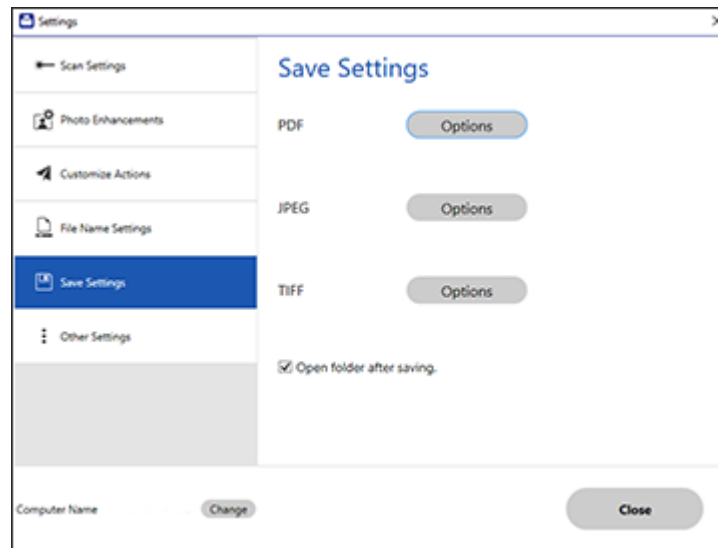 Settings
Scan Settings
Photo Enhancements
Customize Actions
File Name Settings
Save Settings
Other Settings
Save Settings
PDF Options
JPEG Options
TIFF Options
Open folder after saving.
Computer Name Change
Close